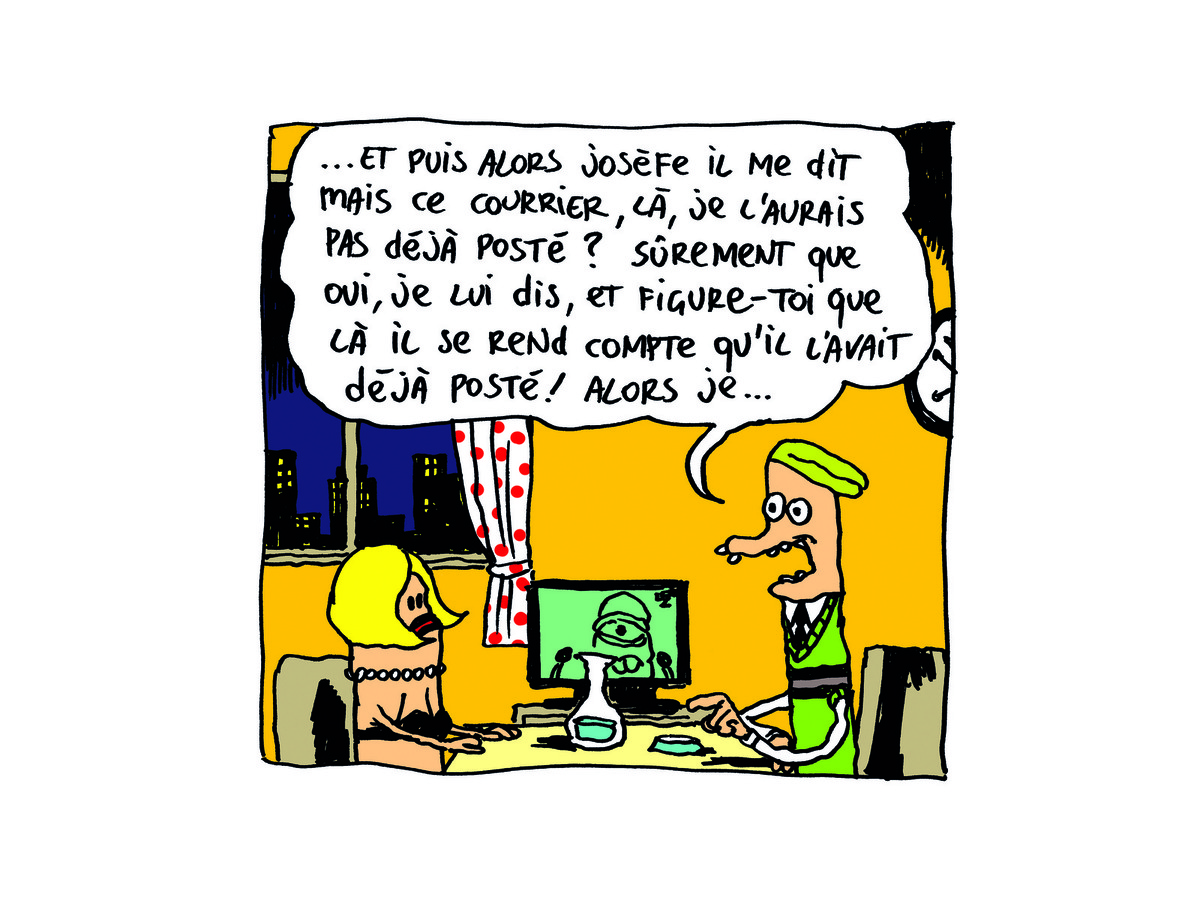 ...ET PUIS ALORS JOSÈFE IL ME DIT
MAIS CE COURRIER, LÀ, JE L'AURAIS
PAS DÉJÀ POSTÉ ? SÛREMENT QUE
OUI, JE LUI DIS, ET FIGURE-TOI QUE
LÀ IL SE REND COMPTE QU'IL L'AVAIT
DÉJÀ POSTÉ! ALORS JE...